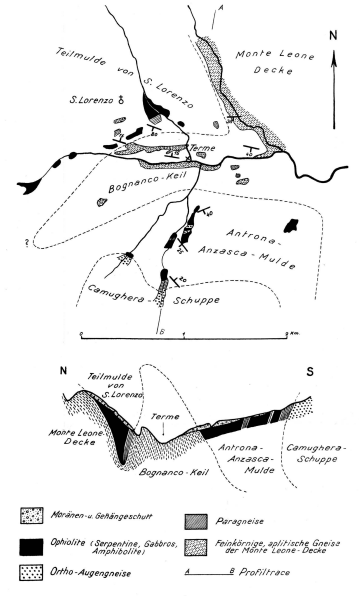 A
N
Teilmulde von
S. Lorenzo
Monte Leone
Decke
S. Lorenzo
60
Terme
Bognanco-Keil
?
Antrona-
Anzasca-Mulde
Camughera
Schuppe
20
B
0 1 2 Km.
N S
Teilmulde
von
S. Lorenzo
Terme
Monte Leone-
Decke
Bognanco-Keil
Antrona-
Anzasca-
Mulde
Camughera-
Schuppe
Moränen-u. Gehängeschutt
Ophiolite (Serpentine, Gabbros,
Amphibolite)
Ortho-Augengneise
Paragneise
Feinkörnige, aplitische Gneise
der Monte Leone-Decke
A B Profiltrace